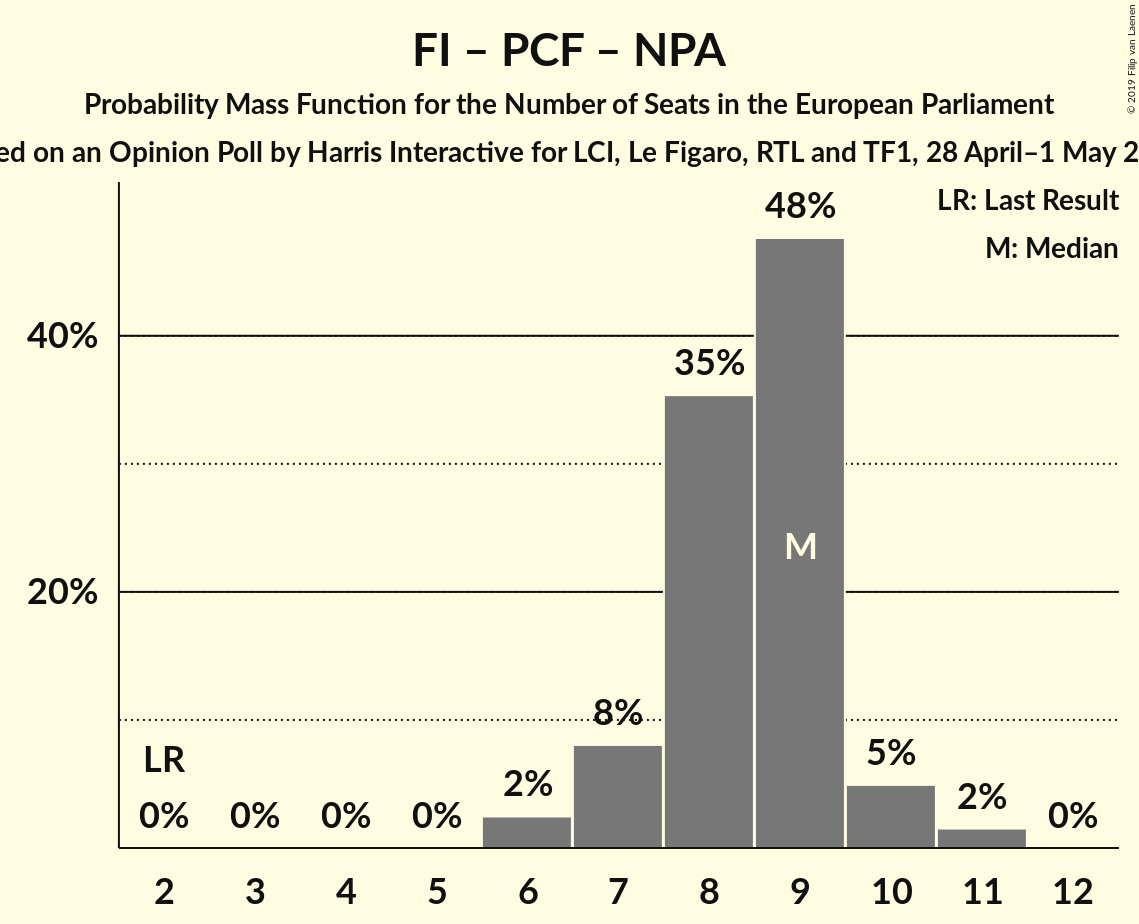 FI – PCF – NPA
Probability Mass Function for the Number of Seats in the European Parliament
ed on an Opinion Poll by Harris Interactive for LCI, Le Figaro, RTL and TF1, 28 April–1 May 2
© 2019 Filip van Laenen
LR: Last Result
M: Median
48%
40%
35%
M
20%
8%
5%
LR
2%
2%
0% 0% 0% 0% 0%
2 3 4 5 6 7 8 9 10 11 12